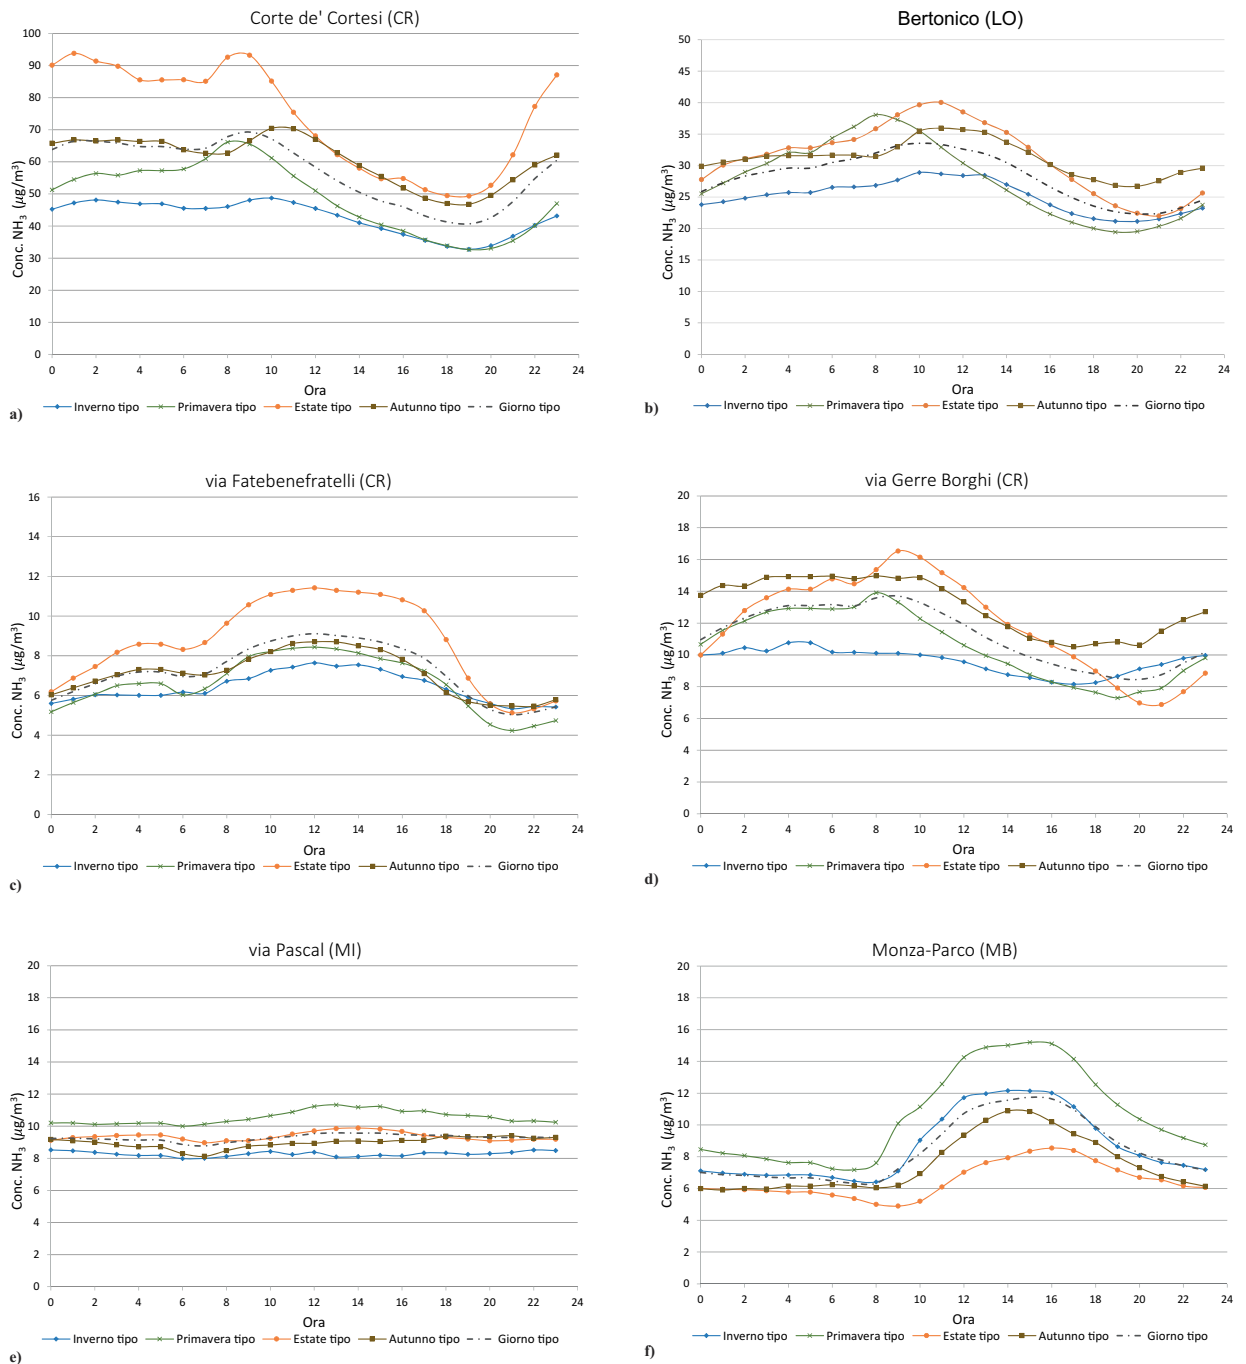 Corte de' Cortesi (CR)
Conc. NH3 (µg/m³)
100
90
80
70
60
50
40
30
20
10
0
0 2 4 6 8 10 12 14 16 18 20 22 24
Ora
Inverno tipo Primavera tipo Estate tipo Autunno tipo Giorno tipo
a)
Bertonico (LO)
Conc. NH3 (µg/m³)
50
45
40
35
30
25
20
15
10
5
0
0 2 4 6 8 10 12 14 16 18 20 22 24
Ora
Inverno tipo Primavera tipo Estate tipo Autunno tipo Giorno tipo
b)
via Fatebenefratelli (CR)
Conc. NH3 (µg/m³)
16
14
12
10
8
6
4
2
0
0 2 4 6 8 10 12 14 16 18 20 22 24
Ora
Inverno tipo Primavera tipo Estate tipo Autunno tipo Giorno tipo
c)
via Gerre Borghi (CR)
Conc. NH3 (µg/m³)
20
18
16
14
12
10
8
6
4
2
0
0 2 4 6 8 10 12 14 16 18 20 22 24
Ora
Inverno tipo Primavera tipo Estate tipo Autunno tipo Giorno tipo
d)
via Pascal (MI)
Conc. NH3 (µg/m³)
20
18
16
14
12
10
8
6
4
2
0
0 2 4 6 8 10 12 14 16 18 20 22 24
Ora
Inverno tipo Primavera tipo Estate tipo Autunno tipo Giorno tipo
e)
Monza-Parco (MB)
Conc. NH3 (µg/m³)
20
18
16
14
12
10
8
6
4
2
0
0 2 4 6 8 10 12 14 16 18 20 22 24
Ora
Inverno tipo Primavera tipo Estate tipo Autunno tipo Giorno tipo
f)